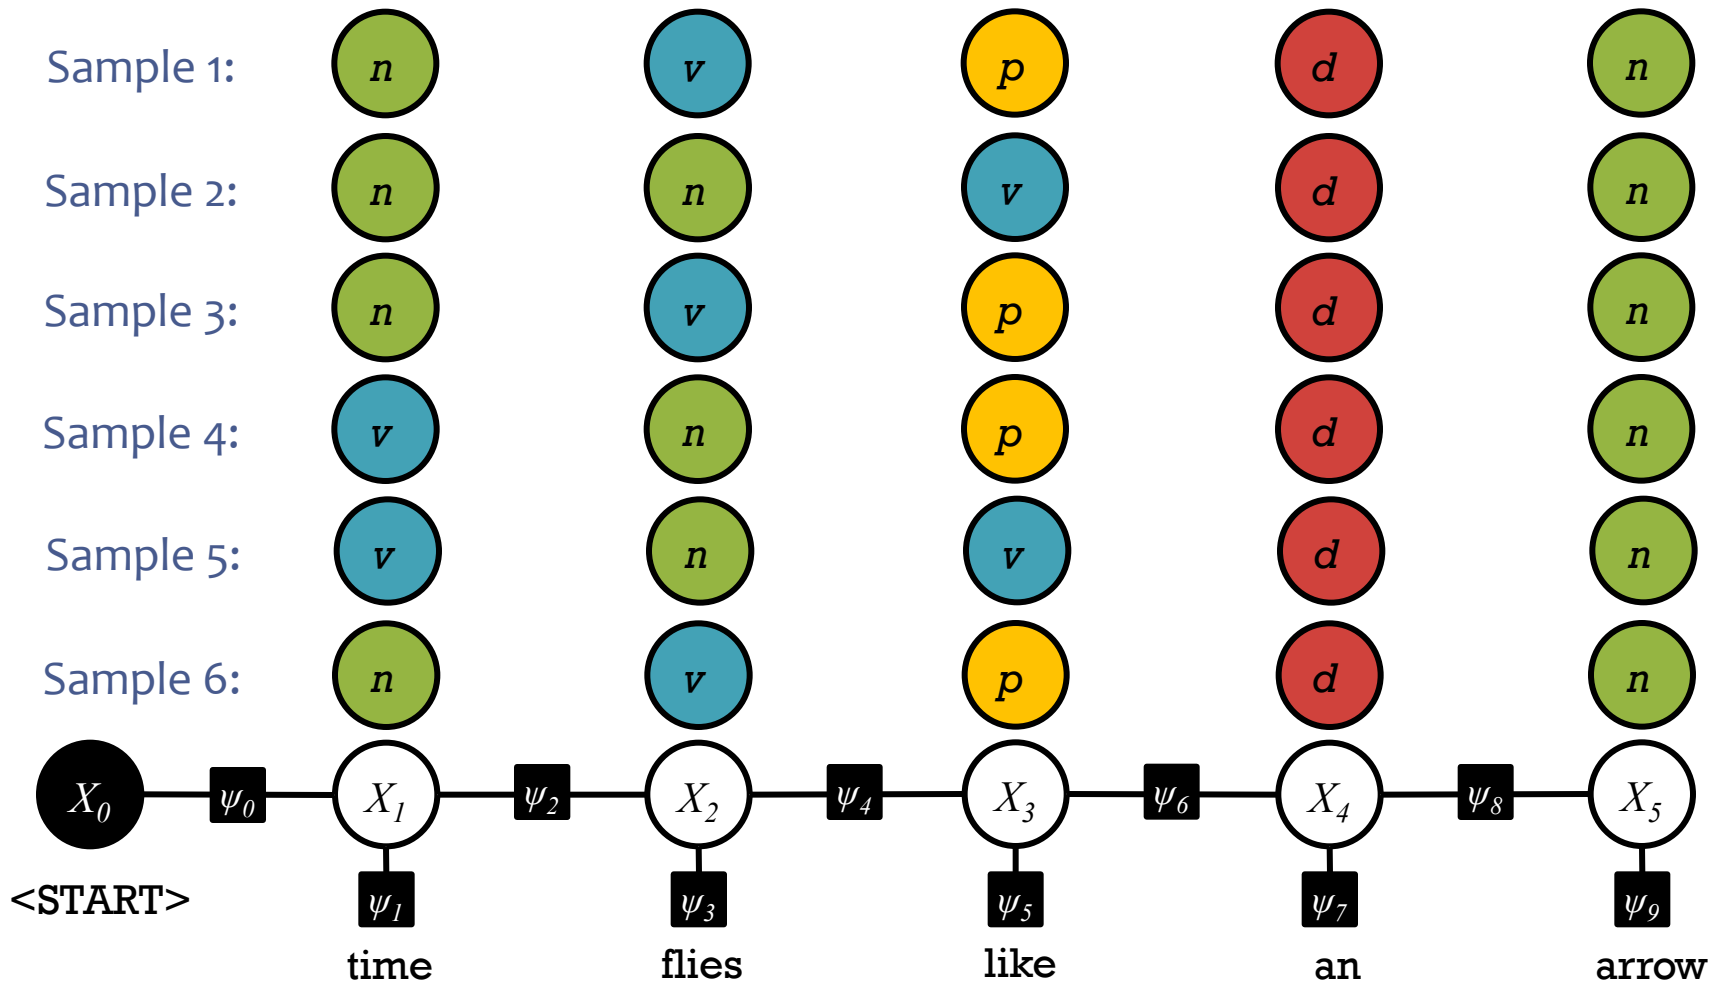 Sample 1: n v p d n
Sample 2: n n v d n
Sample 3: n v p d n
Sample 4: v n p d n
Sample 5: v n v d n
Sample 6: n v p d n
X₀ ψ₀ X₁ ψ₂ X₂ ψ₄ X₃ ψ₆ X₄ ψ₈ X₅
<START> ψ₁ ψ₃ ψ₅ ψ₇ ψ₉
time flies like an arrow